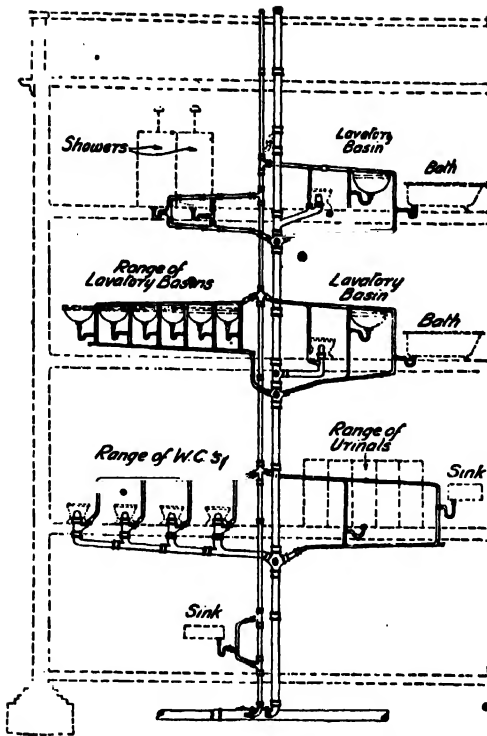 Showers
Lavatory
Basin
Bath
Range of
Lavatory Basins
Lavatory
Basin
Bath
Range of W.C.s
Range of
Urinals
Sink
Sink